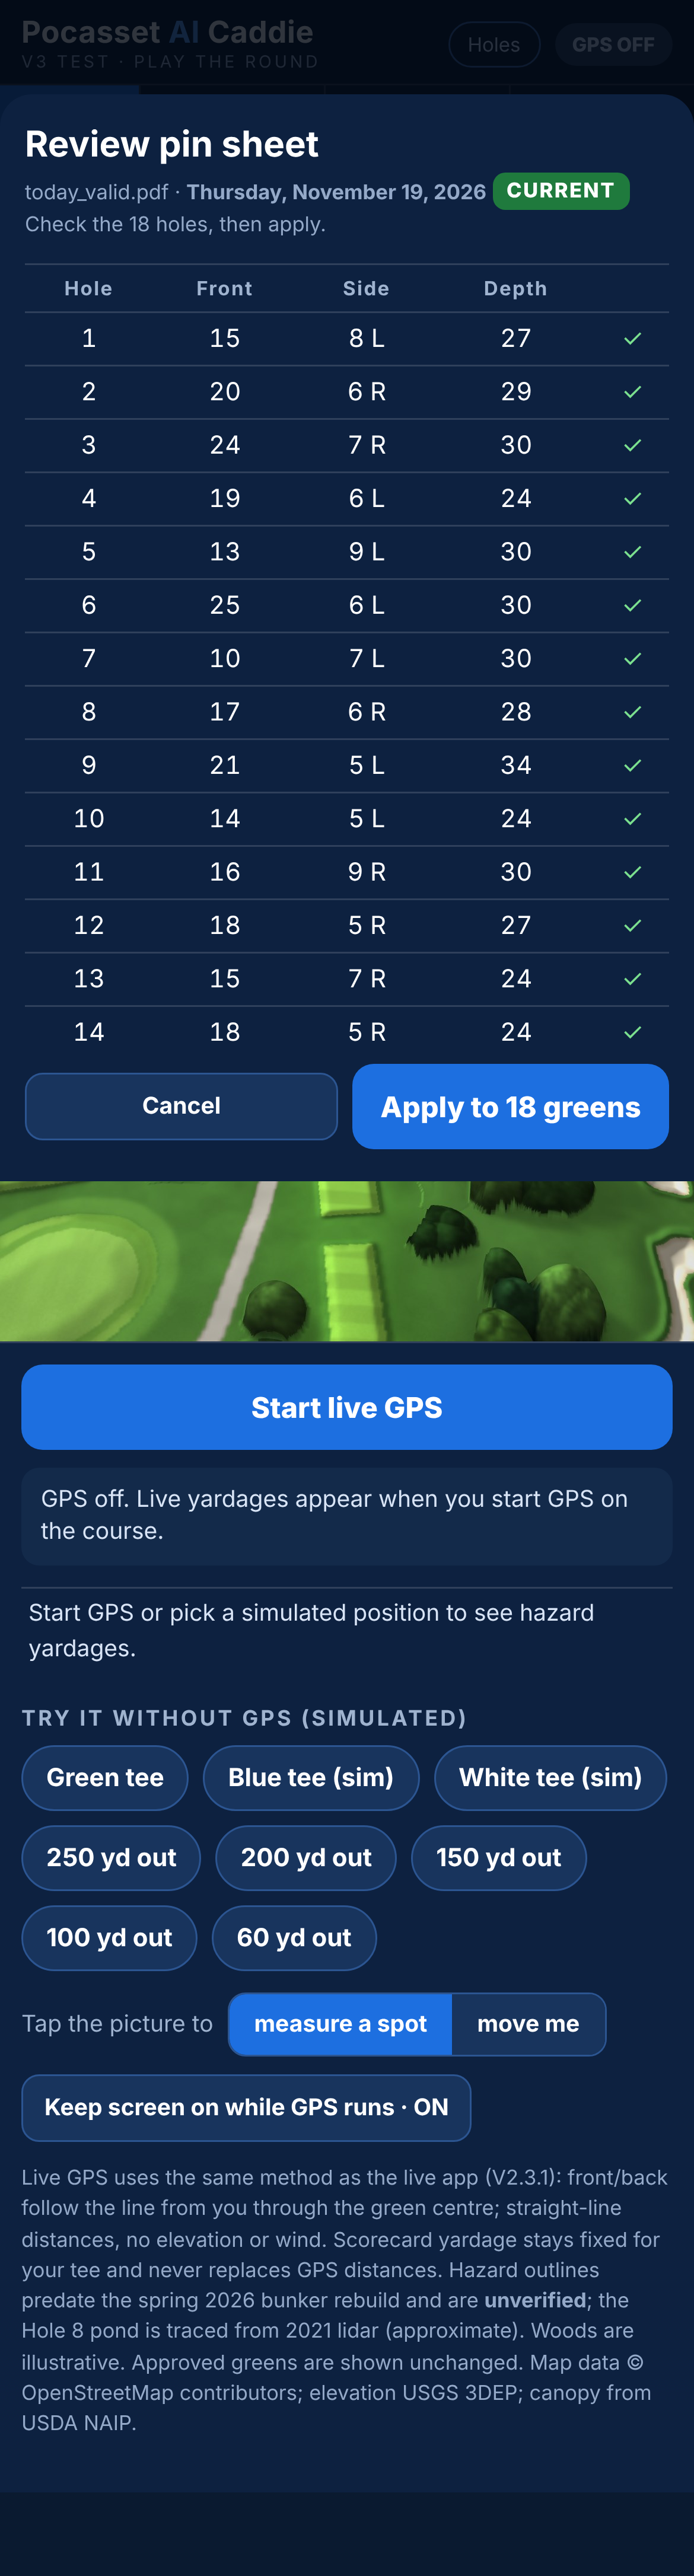 Pocasset AI Caddie
V3 TEST · PLAY THE ROUND
Holes
GPS OFF
Review pin sheet
today_valid.pdf · Thursday, November 19, 2026 CURRENT
Check the 18 holes, then apply.
Hole Front Side Depth
1 15 8 L 27 ✓
2 20 6 R 29 ✓
3 24 7 R 30 ✓
4 19 6 L 24 ✓
5 13 9 L 30 ✓
6 25 6 L 30 ✓
7 10 7 L 30 ✓
8 17 6 R 28 ✓
9 21 5 L 34 ✓
10 14 5 L 24 ✓
11 16 9 R 30 ✓
12 18 5 R 27 ✓
13 15 7 R 24 ✓
14 18 5 R 24 ✓
Cancel
Apply to 18 greens
Start live GPS
GPS off. Live yardages appear when you start GPS on
the course.
Start GPS or pick a simulated position to see hazard
yardages.
TRY IT WITHOUT GPS (SIMULATED)
Green tee Blue tee (sim) White tee (sim)
250 yd out 200 yd out 150 yd out
100 yd out 60 yd out
Tap the picture to measure a spot move me
Keep screen on while GPS runs · ON
Live GPS uses the same method as the live app (V2.3.1): front/back
follow the line from you through the green centre; straight-line
distances, no elevation or wind. Scorecard yardage stays fixed for
your tee and never replaces GPS distances. Hazard outlines
predate the spring 2026 bunker rebuild and are unverified; the
Hole 8 pond is traced from 2021 lidar (approximate). Woods are
illustrative. Approved greens are shown unchanged. Map data ©
OpenStreetMap contributors; elevation USGS 3DEP; canopy from
USDA NAIP.